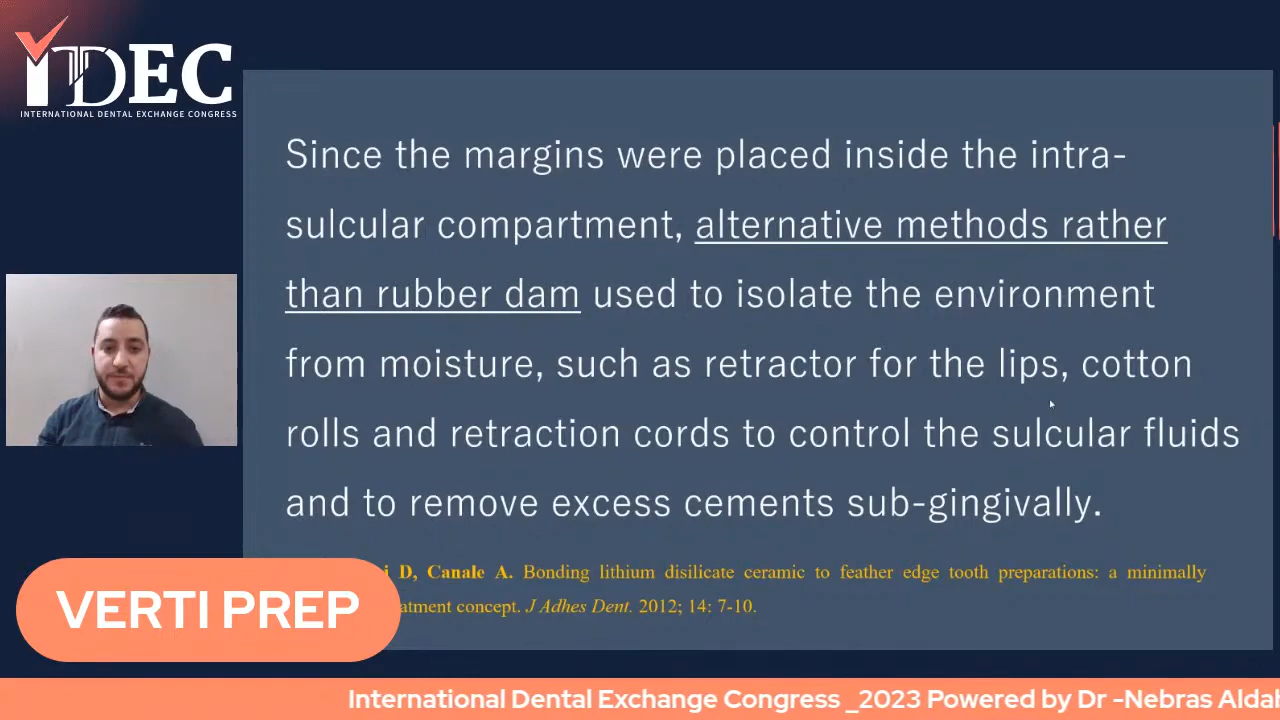 IDEC
INTERNATIONAL DENTAL EXCHANGE CONGRESS
Since the margins were placed inside the intra-
sulcular compartment, alternative methods rather
than rubber dam used to isolate the environment
from moisture, such as retractor for the lips, cotton
rolls and retraction cords to control the sulcular fluids
and to remove excess cements sub-gingivally.
D, Canale A. Bonding lithium disilicate ceramic to feather edge tooth preparations: a minimally
concept. J Adhes Dent. 2012; 14: 7-10.
VERTI PREP
International Dental Exchange Congress _2023 Powered by Dr -Nebras